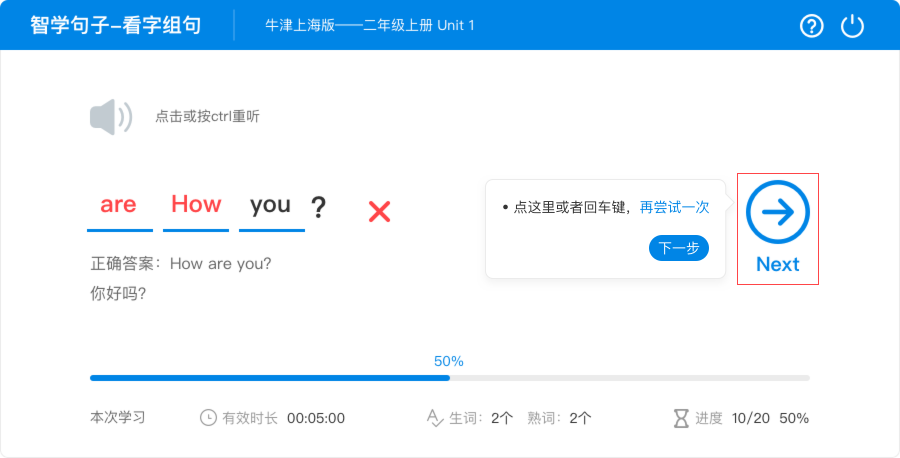 智学句子-看字组句
牛津上海版——二年级上册 Unit 1
点击或按ctrl重听
are How you ?
正确答案：How are you?
你好吗?
• 点这里或者回车键，再尝试一次
下一步
Next
50%
本次学习 有效时长 00:05:00 生词：2个 熟词：2个 进度 10/20 50%